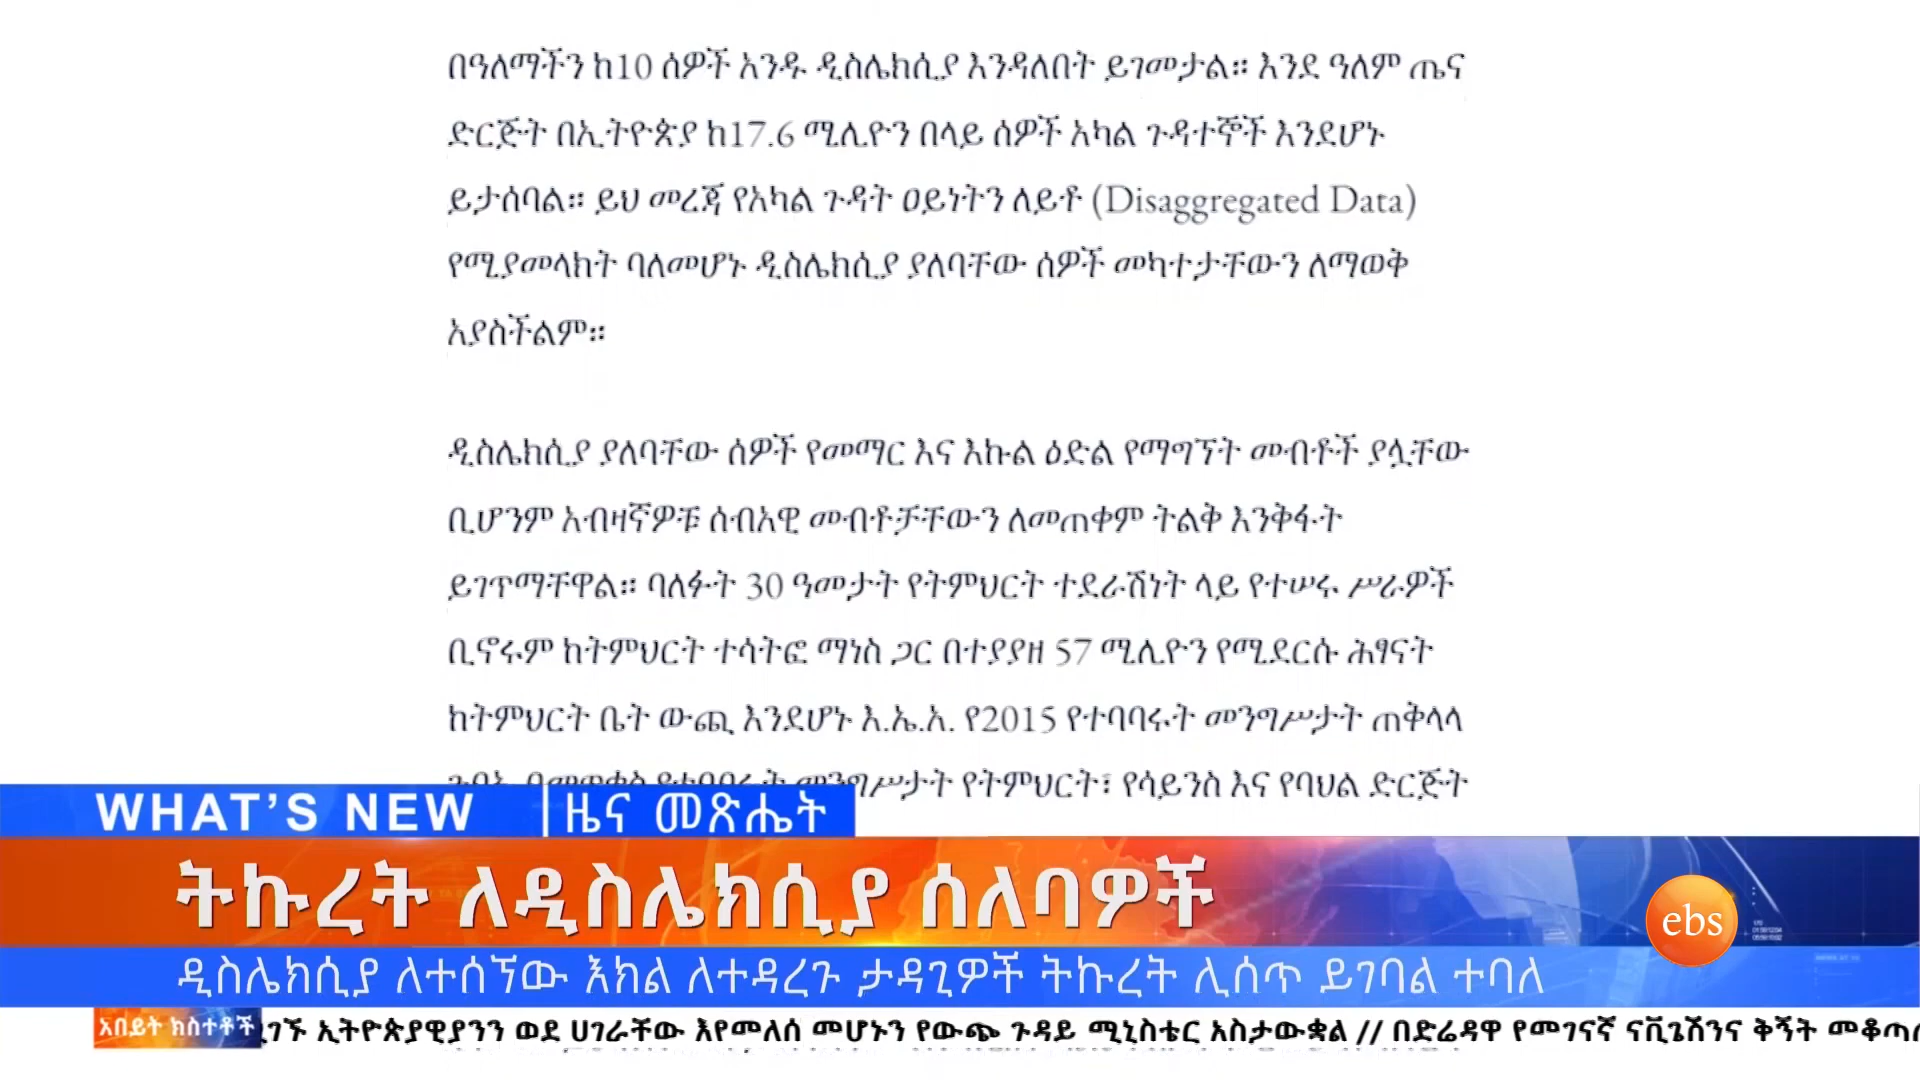 በዓለማችን ከ10 ሰዎች አንዱ ዲስሌክሲያ እንዳለበት ይገመታል። እንደ ዓለም ጤና
ድርጅት በኢትዮጵያ ከ17.6 ሚሊዮን በላይ ሰዎች አካል ጉዳተኞች እንደሆኑ
ይታሰባል። ይህ መረጃ የአካል ጉዳት ዐይነትን ለይቶ (Disaggregated Data)
የሚያመላክት ባለመሆኑ ዲስሌክሲያ ያለባቸው ሰዎች መካተታቸውን ለማወቅ
አያስችልም።
ዲስሌክሲያ ያለባቸው ሰዎች የመማር እና እኩል ዕድል የማግኘት መብቶች ያሏቸው
ቢሆንም አብዛኛዎቹ ሰብአዊ መብቶቻቸውን ለመጠቀም ትልቅ እንቅፋት
ይገጥማቸዋል። ባለፉት 30 ዓመታት የትምህርት ተደራሽነት ላይ የተሠሩ ሥራዎች
ቢኖሩም ከትምህርት ተሳትፎ ማነስ ጋር በተያያዘ 57 ሚሊዮን የሚደርሱ ሕፃናት
ከትምህርት ቤት ውጪ እንደሆኑ እ.ኤ.አ. የ2015 የተባባሩት መንግሥታት ጠቅላላ
መንግሥታት የትምህርት፣ የሳይንስ እና የባህል ድርጅት
WHAT'S NEW |ዜና መጽሔት
ትኩረት ለዲስሌክሲያ ሰለባዎች
ebs
ዲስሌክሲያ ለተሰኘው እክል ለተዳረጉ ታዳጊዎች ትኩረት ሊሰጥ ይገባል ተባለ
አበይት ክስተቶች ኢትዮጵያዊያንን ወደ ሀገራቸው እየመለሰ መሆኑን የውጭ ጉዳይ ሚኒስቴር አስታውቋል // በድሬዳዋ የመገናኛ ናቪጌሽንና ቅኝት